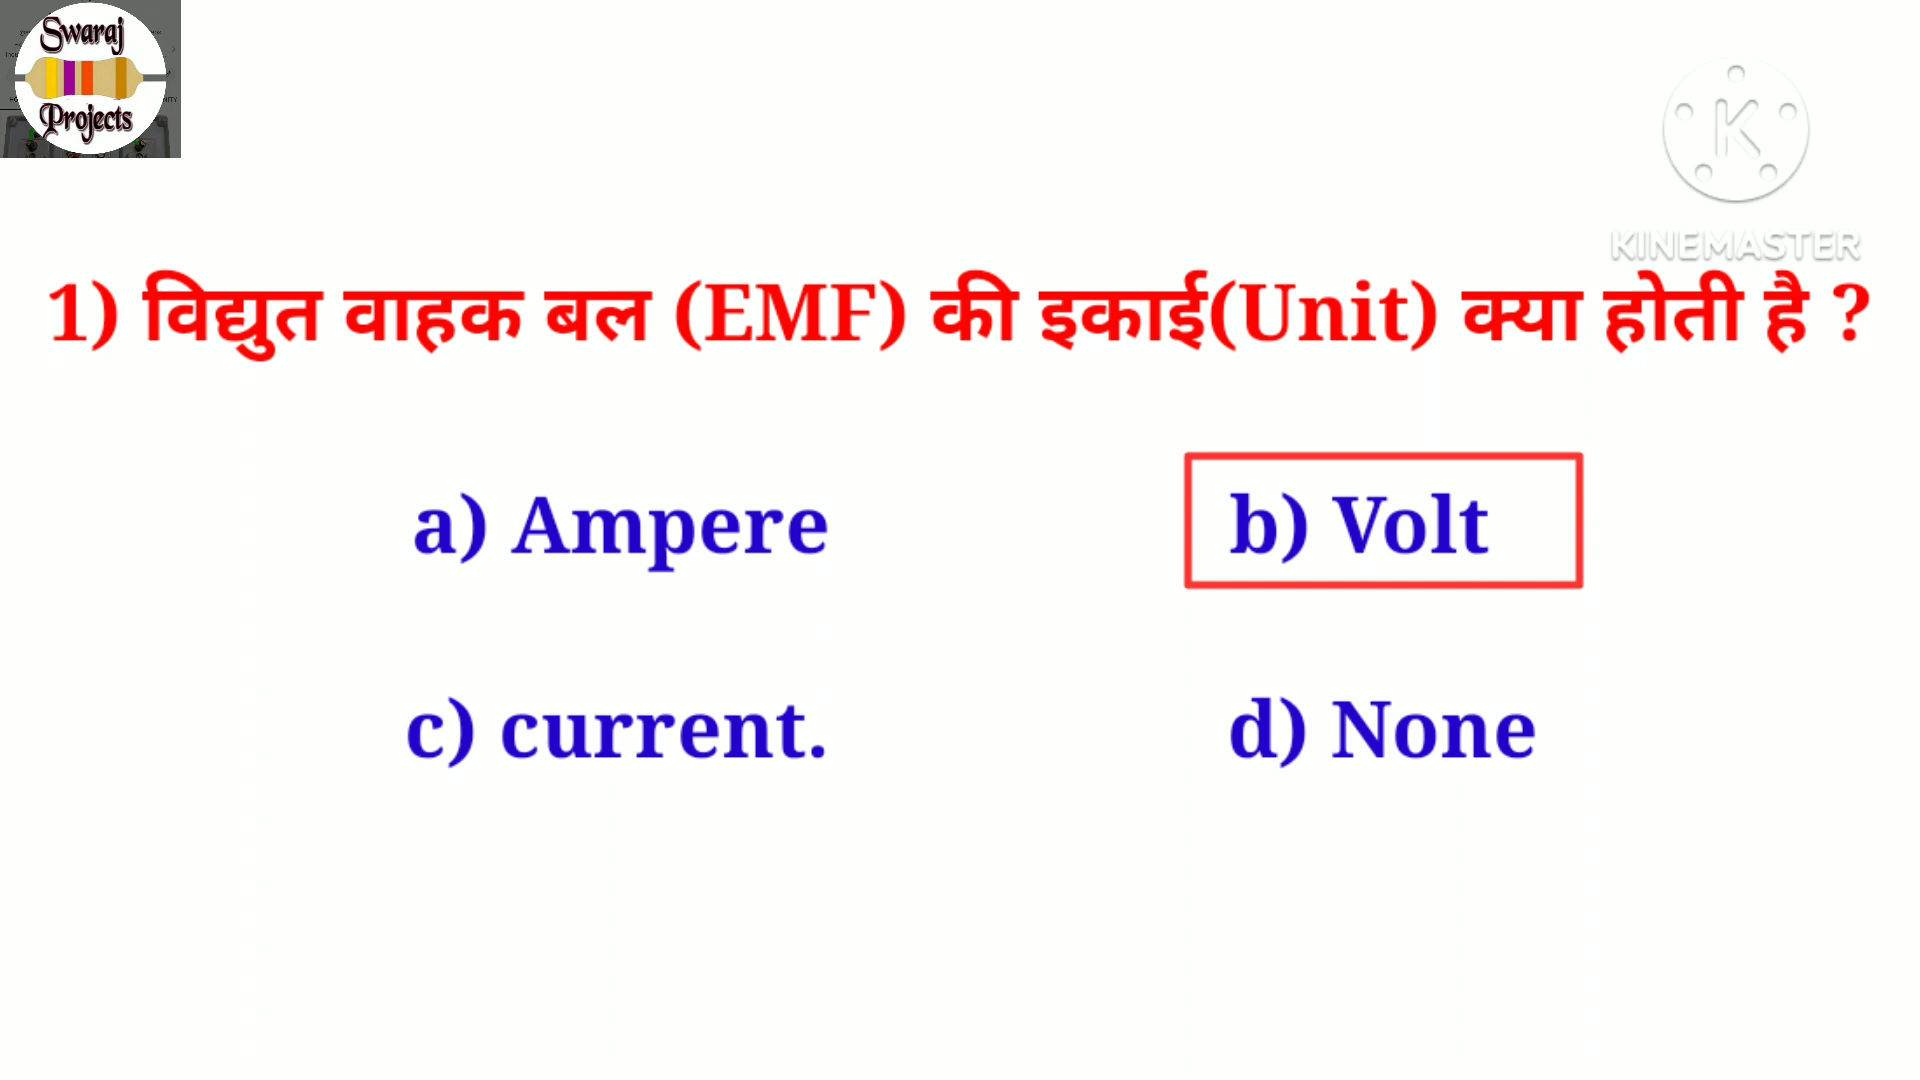 Swaraj
Projects
KINEMASTER
1) विद्युत वाहक बल (EMF) की इकाई(Unit) क्या होती है ?
a) Ampere
b) Volt
c) current.
d) None